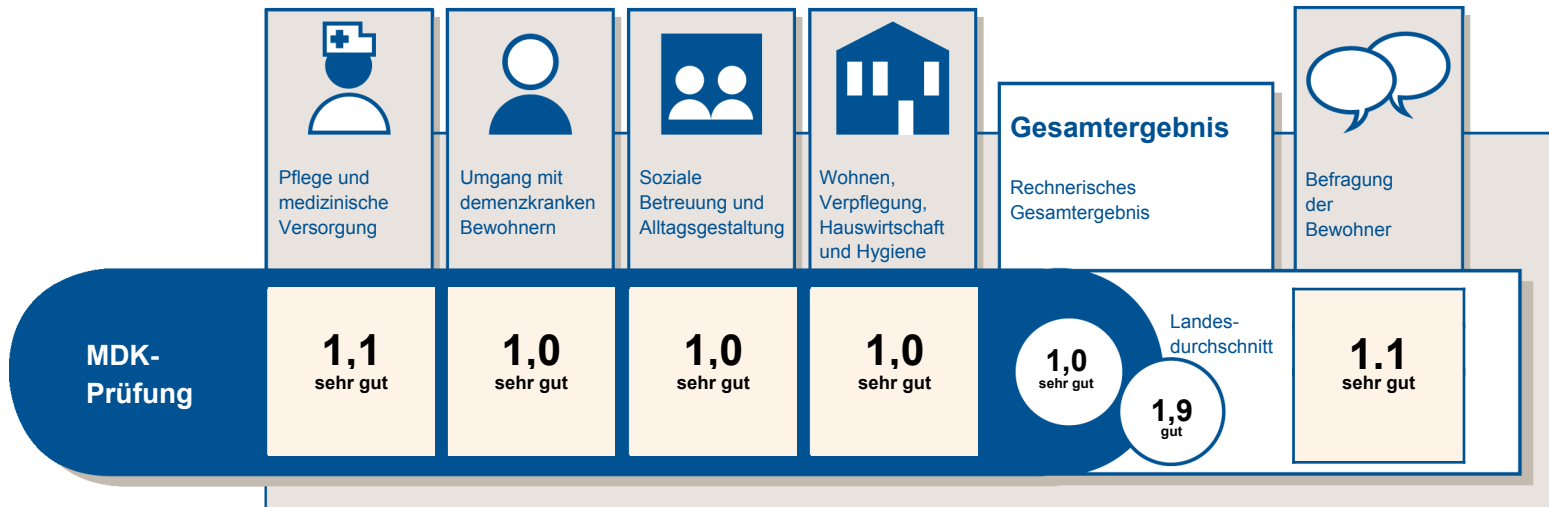 Pflege und
medizinische
Versorgung
Umgang mit
demenzkranken
Bewohnern
Soziale
Betreuung und
Alltagsgestaltung
Wohnen,
Verpflegung,
Hauswirtschaft
und Hygiene
Gesamtergebnis
Rechnerisches
Gesamtergebnis
Befragung
der
Bewohner
MDK-
Prüfung
1,1
sehr gut
1,0
sehr gut
1,0
sehr gut
1,0
sehr gut
1,0
sehr gut
Landes-
durchschnitt
1,9
gut
1.1
sehr gut